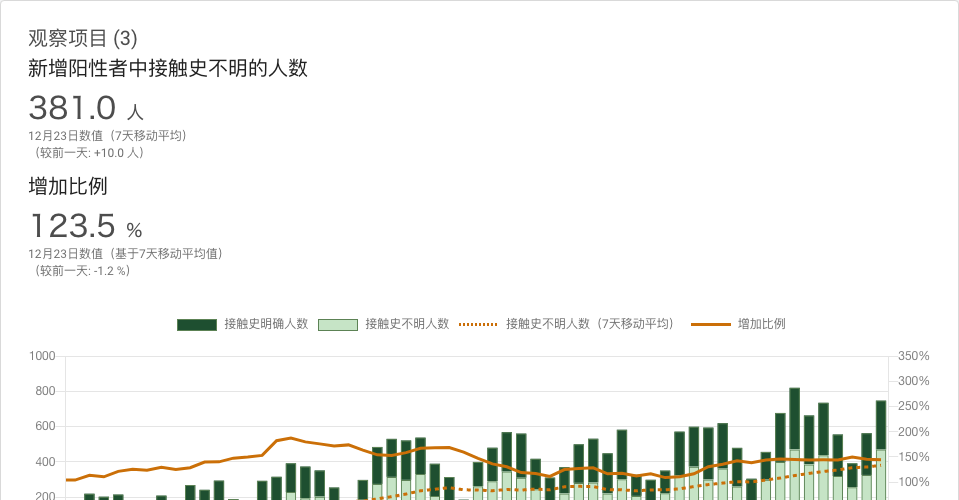 观察项目 (3)
新增阳性者中接触史不明的人数
381.0 人
12月23日数值（7天移动平均）
（较前一天: +10.0 人）
增加比例
123.5 %
12月23日数值（基于7天移动平均值）
（较前一天: -1.2 %）
接触史明确人数 接触史不明人数 接触史不明人数（7天移动平均） 增加比例
1000 350%
300%
800
250%
600
200%
400 150%
100%
200